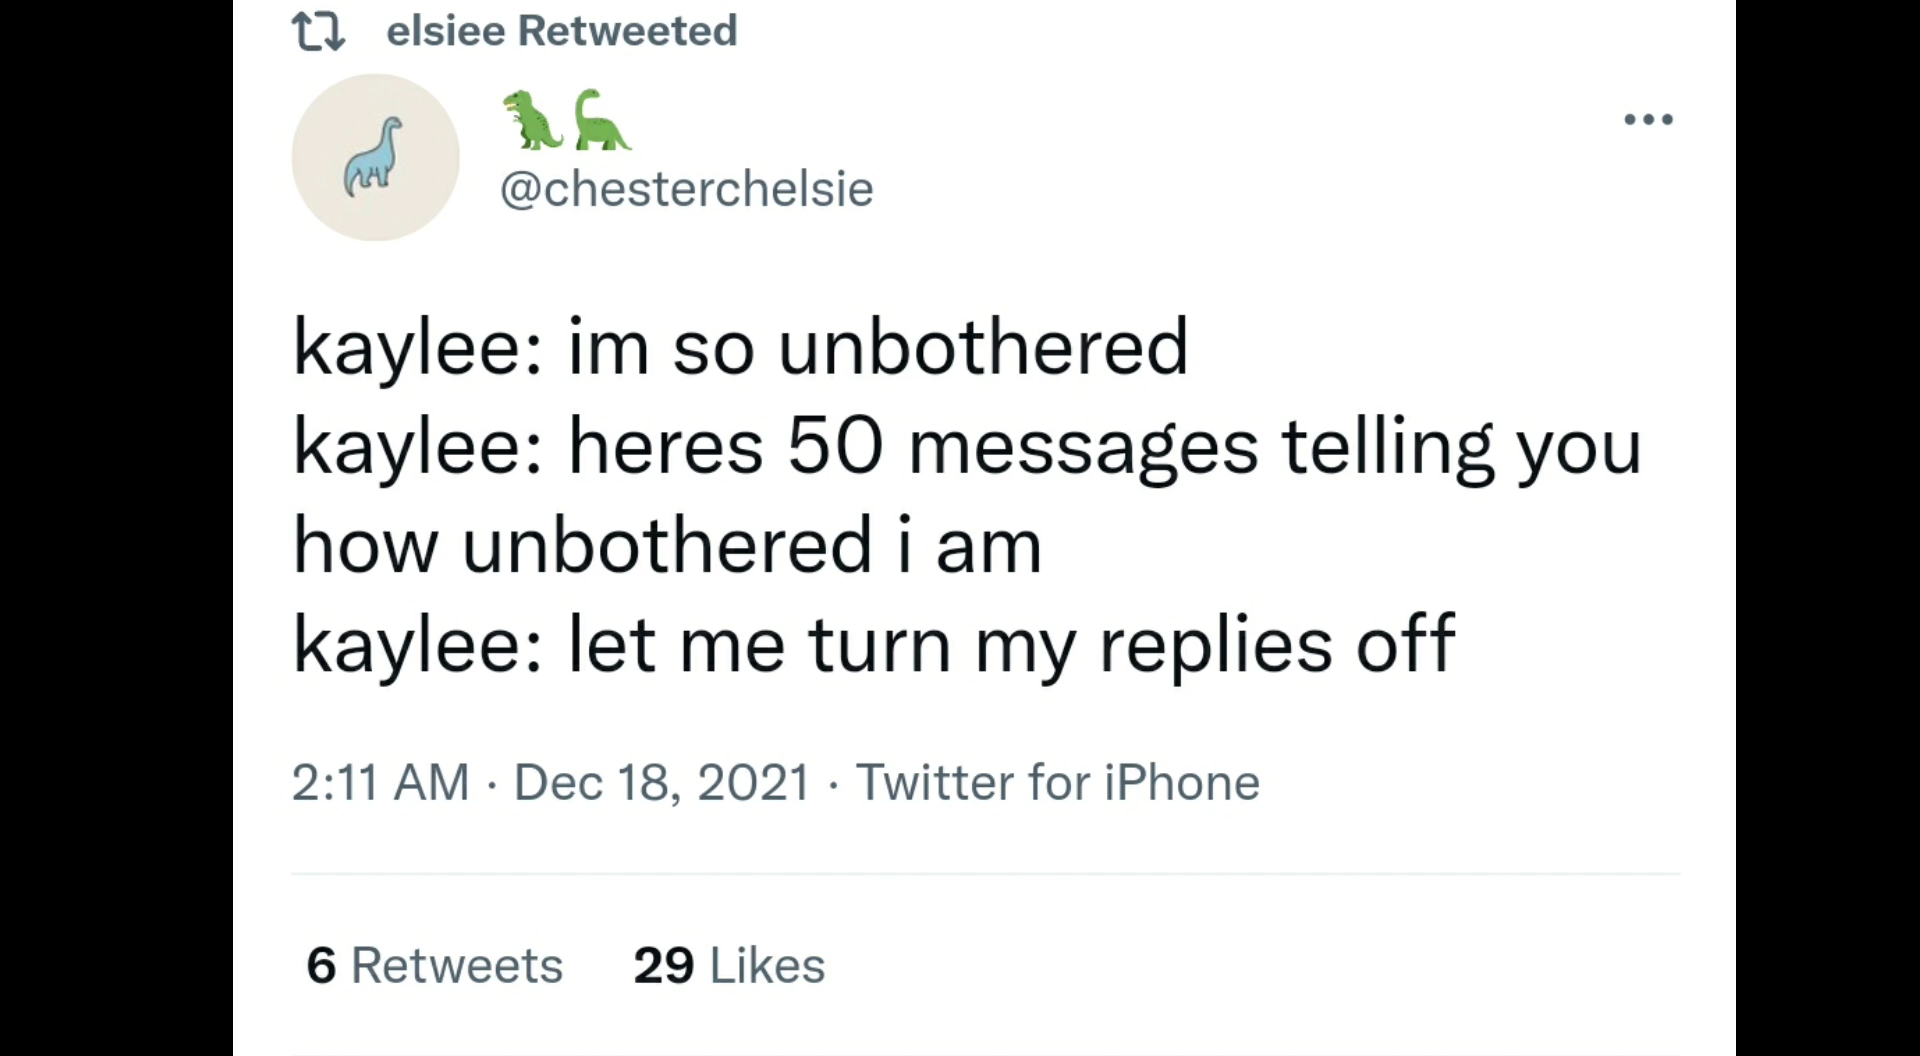 elsiee Retweeted
🦖🦕
@chesterchelsie
kaylee: im so unbothered
kaylee: heres 50 messages telling you
how unbothered i am
kaylee: let me turn my replies off
2:11 AM · Dec 18, 2021 · Twitter for iPhone
6 Retweets 29 Likes